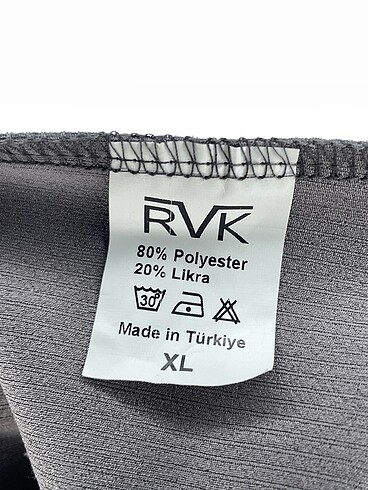 RVK
80% Polyester
20% Likra
30
Made in Türkiye
XL